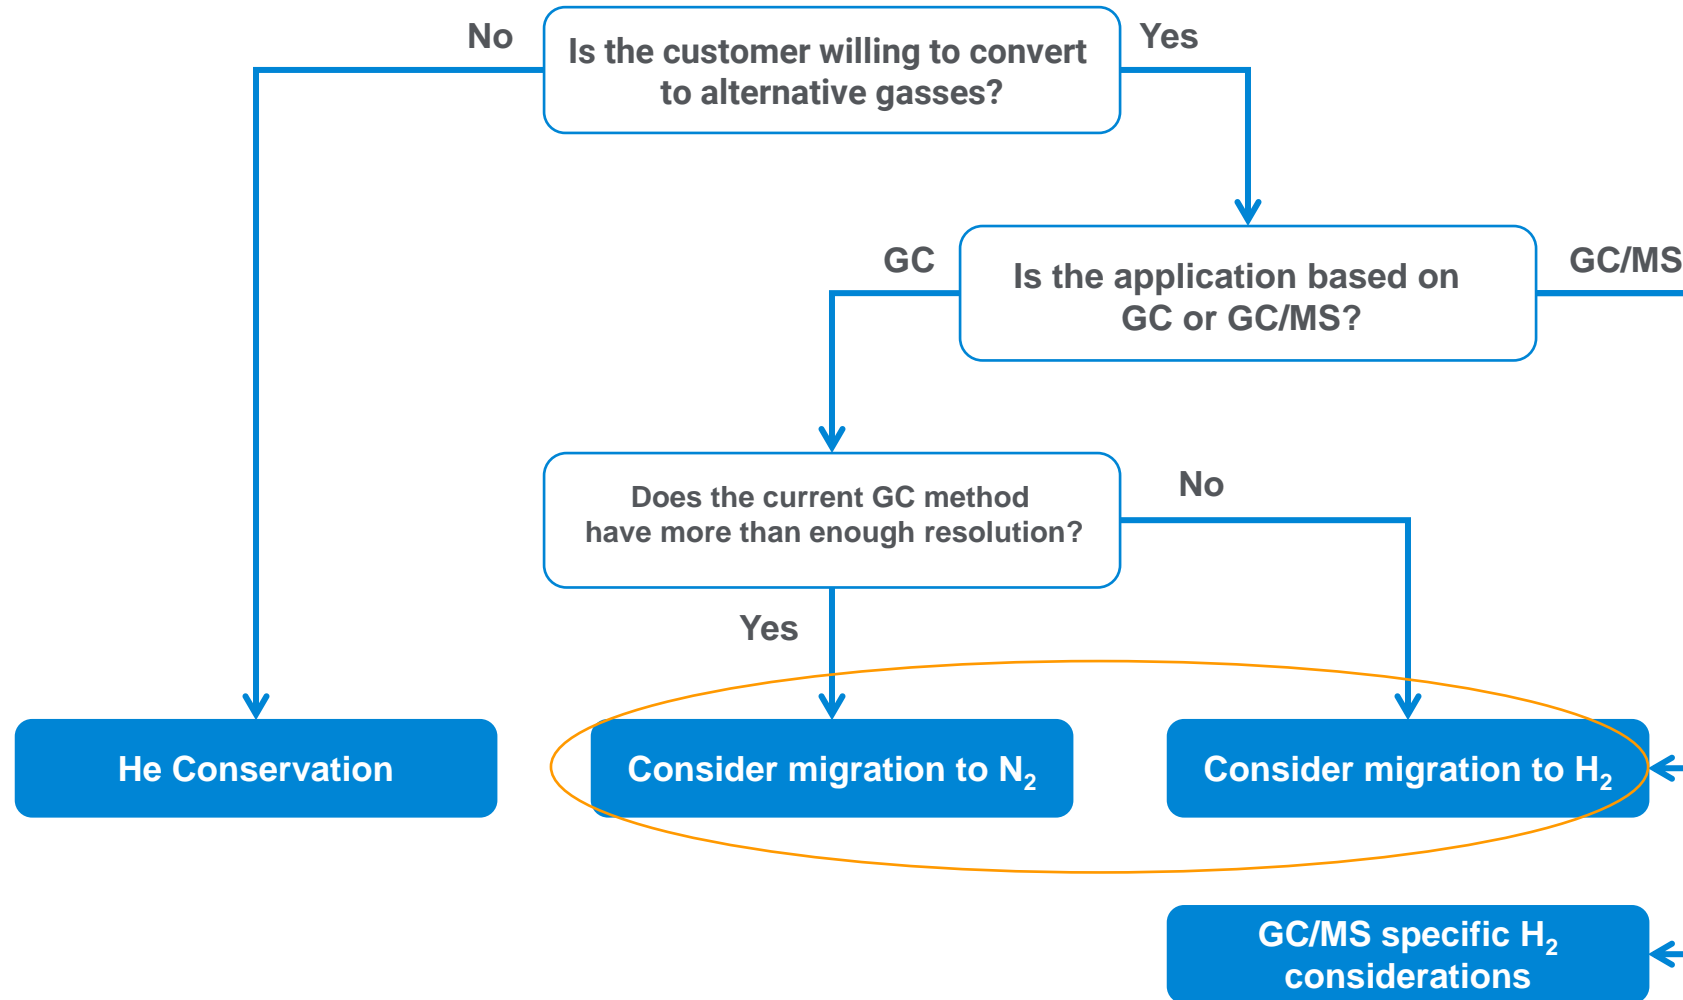 No
Is the customer willing to convert
to alternative gasses?
Yes
GC
Is the application based on
GC or GC/MS?
GC/MS
Does the current GC method
have more than enough resolution?
No
Yes
He Conservation
Consider migration to N₂
Consider migration to H₂
GC/MS specific H₂
considerations